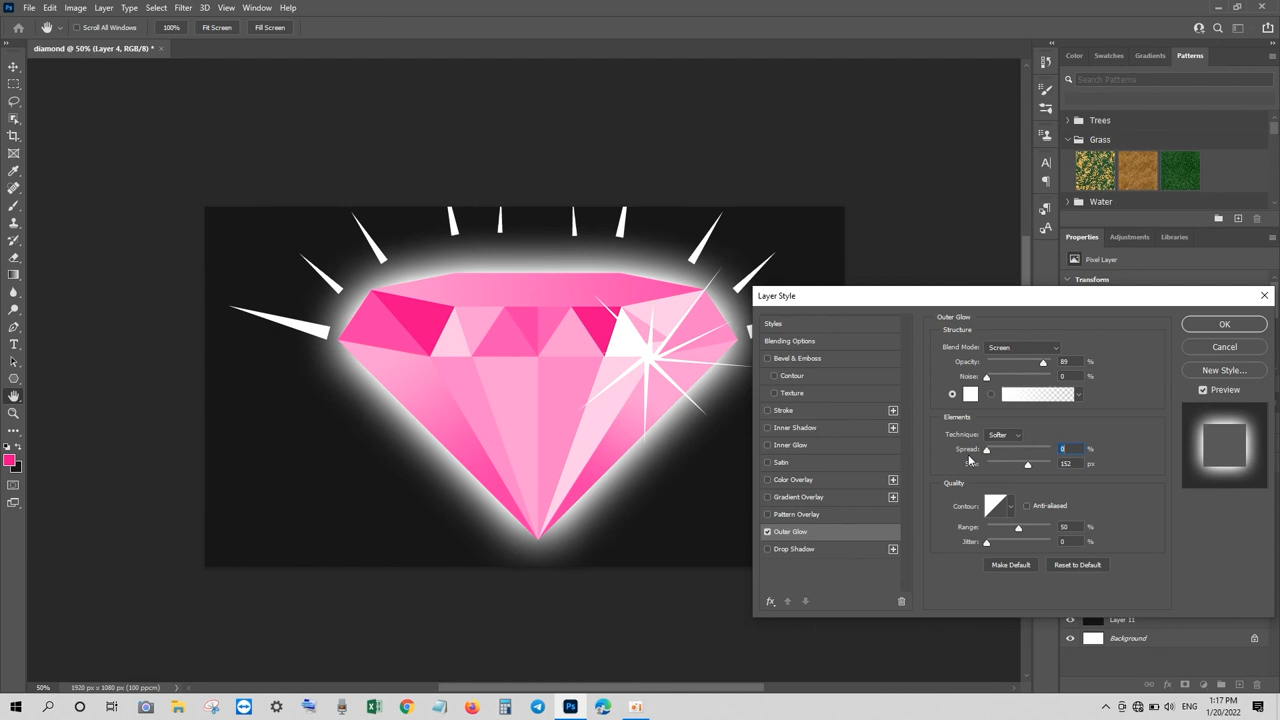 Ps File Edit Image Layer Type Select Filter 3D View Window Help
Scroll All Windows 100% Fit Screen Fill Screen
diamond @ 50% (Layer 4, RGB/8) * ×
Color Swatches Gradients Patterns
Search Patterns
Trees
Grass
Water
Properties Adjustments Libraries
Pixel Layer
Transform
Layer Style
Styles
Blending Options
Bevel & Emboss
Contour
Texture
Stroke
Inner Shadow
Inner Glow
Satin
Color Overlay
Gradient Overlay
Pattern Overlay
Outer Glow
Drop Shadow
fx
Outer Glow
Structure
Blend Mode: Screen
Opacity: 89 %
Noise: 0 %
Elements
Technique: Softer
Spread: 0 %
152 px
Quality
Contour: Anti-aliased
Range: 50 %
Jitter: 0 %
Make Default Reset to Default
OK
Cancel
New Style...
Preview
Layer 11
Background
50% 1920 px x 1080 px (100 ppcm)
1:17 PM
1/20/2022